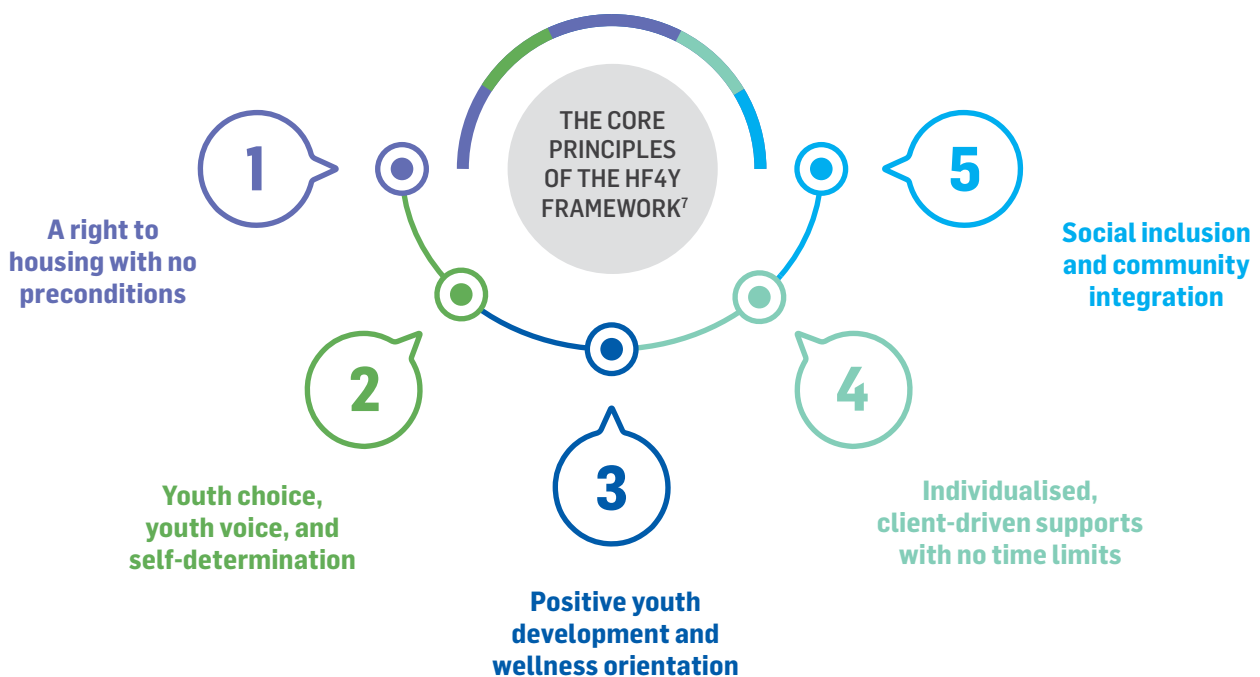 THE CORE
PRINCIPLES
OF THE HF4Y
FRAMEWORK⁷
1
A right to
housing with no
preconditions
2
Youth choice,
youth voice, and
self-determination
3
Positive youth
development and
wellness orientation
4
Individualised,
client-driven supports
with no time limits
5
Social inclusion
and community
integration